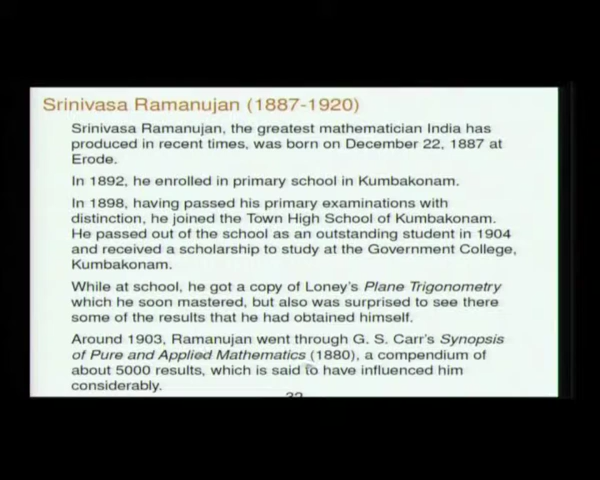 Srinivasa Ramanujan (1887-1920)
Srinivasa Ramanujan, the greatest mathematician India has
produced in recent times, was born on December 22, 1887 at
Erode.
In 1892, he enrolled in primary school in Kumbakonam.
In 1898, having passed his primary examinations with
distinction, he joined the Town High School of Kumbakonam.
He passed out of the school as an outstanding student in 1904
and received a scholarship to study at the Government College,
Kumbakonam.
While at school, he got a copy of Loney's Plane Trigonometry
which he soon mastered, but also was surprised to see there
some of the results that he had obtained himself.
Around 1903, Ramanujan went through G. S. Carr's Synopsis
of Pure and Applied Mathematics (1880), a compendium of
about 5000 results, which is said to have influenced him
considerably.